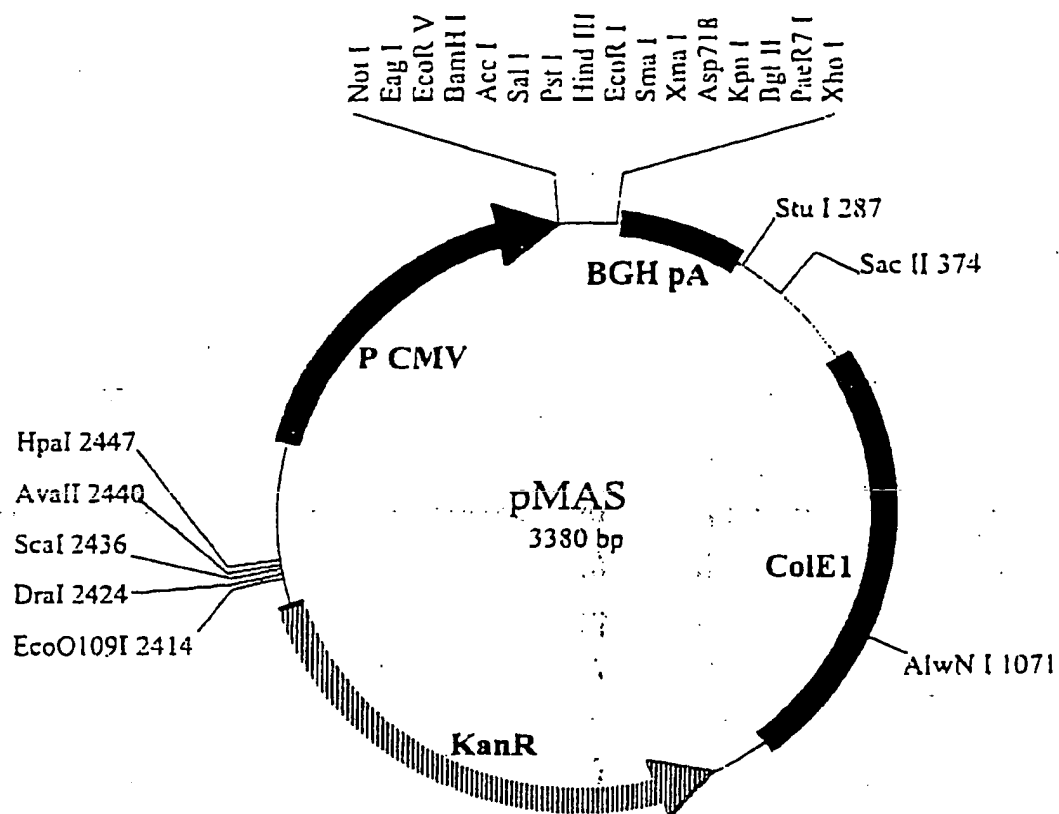 Not I
Eag I
EcoR V
BamH I
Acc I
Sal I
Pst I
Hind III
EcoR I
Sma I
Xma I
Asp718
Kpn I
Bgl II
PaeR7 I
Xho I
Stu I 287
Sac II 374
BGH pA
P CMV
HpaI 2447
AvaII 2440
ScaI 2436
DraI 2424
EcoO109I 2414
pMAS
3380 bp
ColE1
AlwN I 1071
KanR